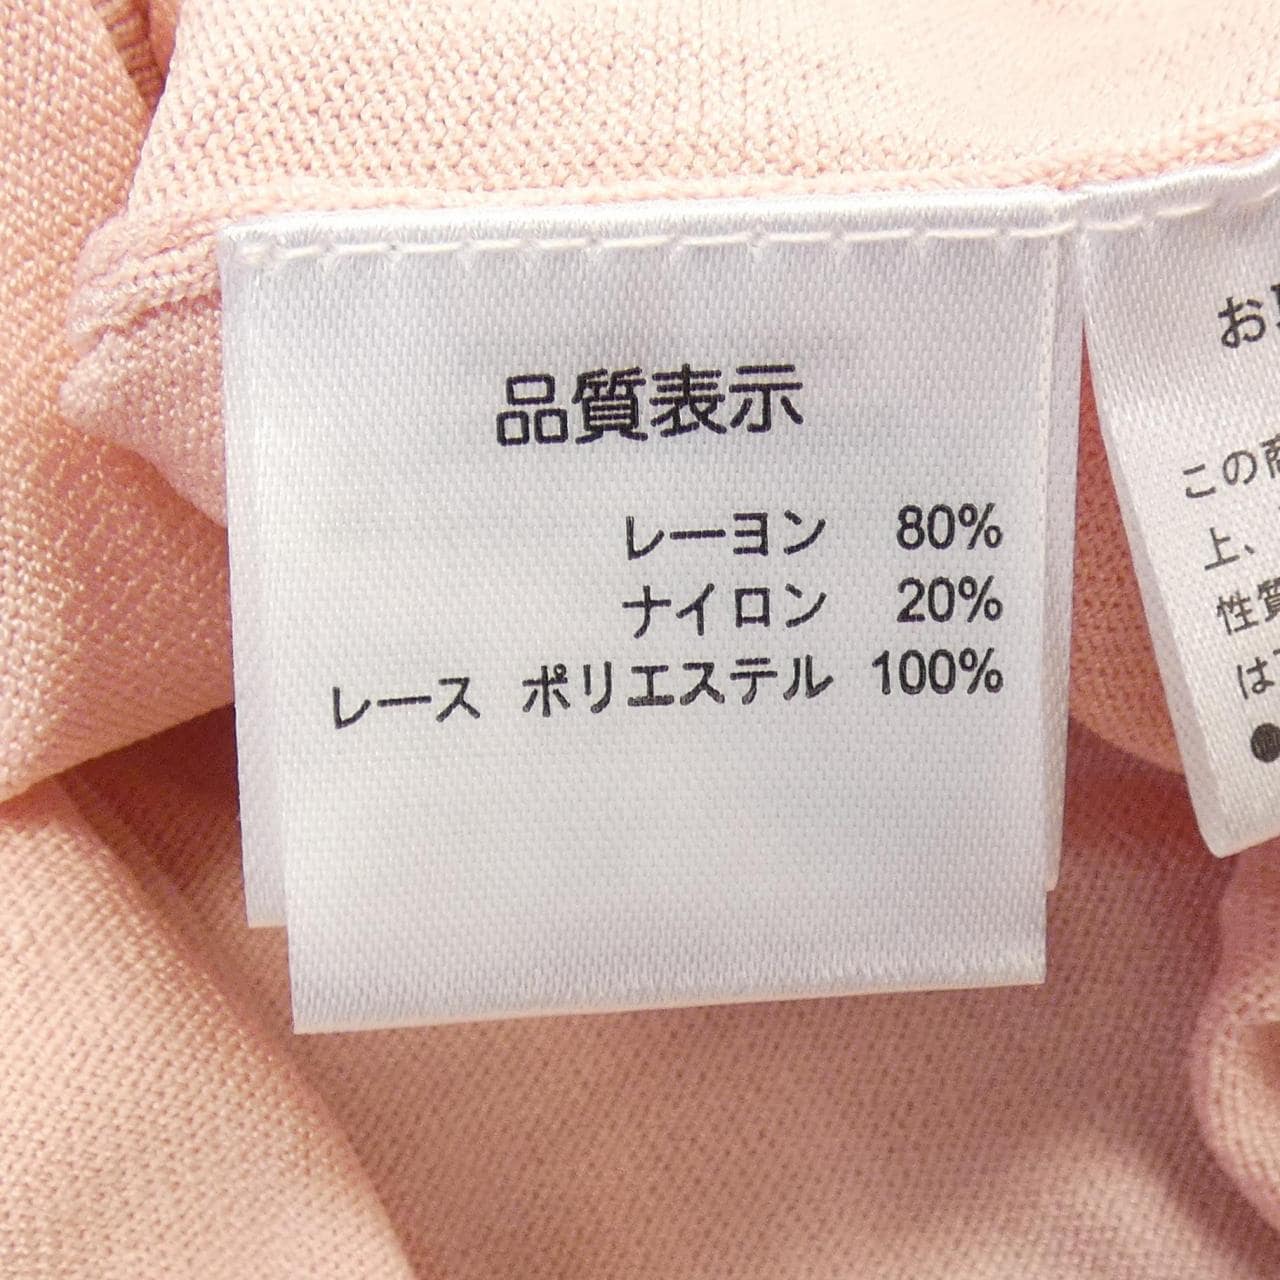 品質表示
レーヨン 80%
ナイロン 20%
レース ポリエステル 100%
お
この商
上、
性質
は
●